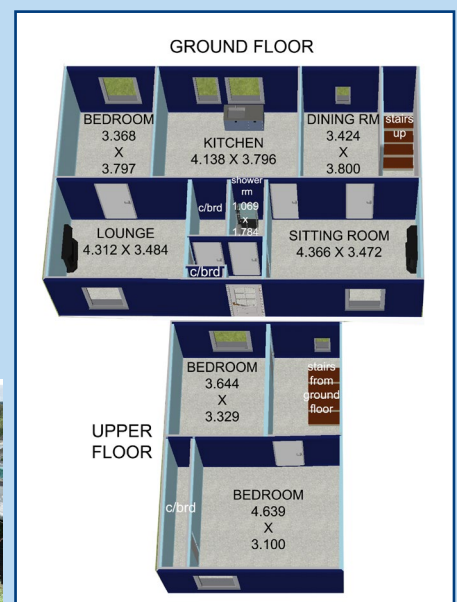 GROUND FLOOR
BEDROOM
3.368
X
3.797
KITCHEN
4.138 X 3.796
DINING RM
3.424
X
3.800
stairs
up
LOUNGE
4.312 X 3.484
c/brd
shower
rm
1.069
x
1.784
c/brd
SITTING ROOM
4.366 X 3.472
UPPER
FLOOR
BEDROOM
3.644
X
3.329
stairs
from
ground
floor
c/brd
BEDROOM
4.639
X
3.100